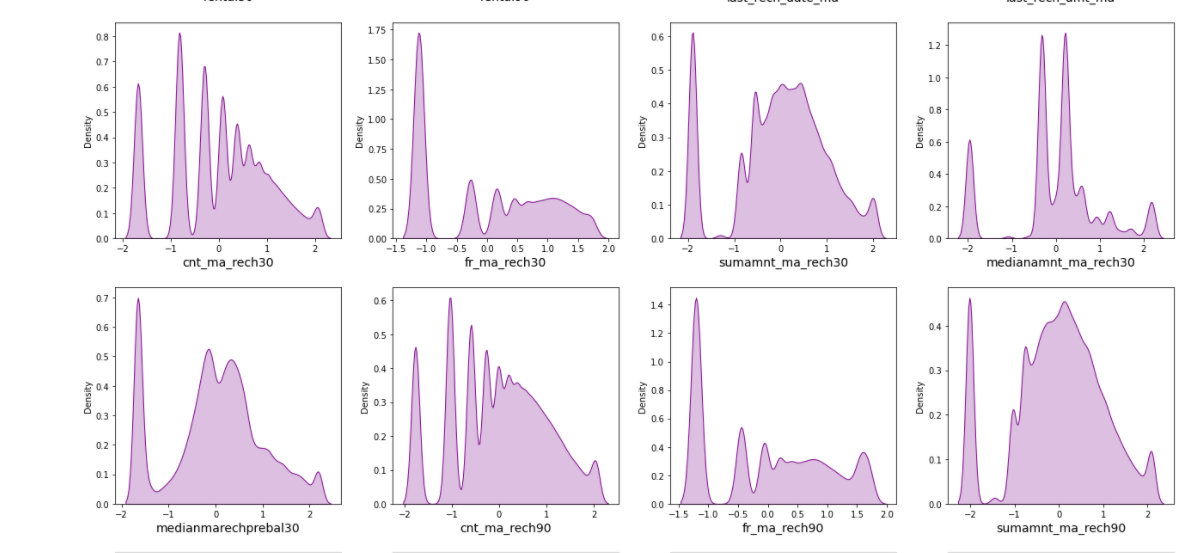 0.8 1.75 0.6
0.7 1.50 0.5 1.2
0.6 1.25 0.4 1.0
0.5 1.00 0.8
Density Density Density Density
0.4 0.3 0.6
0.3 0.75 0.2 0.4
0.2 0.50
0.1 0.25 0.1 0.2
0.0 0.00 0.0 0.0
−2 −1 0 1 2 −1.5 −1.0 −0.5 0.0 0.5 1.0 1.5 2.0 −2 −1 0 1 2 −2 −1 0 1 2
cnt_ma_rech30 fr_ma_rech30 sumamnt_ma_rech30 medianamnt_ma_rech30
0.7 0.6 1.4
0.6 0.5 1.2 0.4
0.5 0.4 1.0 0.3
0.4 0.8
Density Density Density Density
0.3 0.3 0.6 0.2
0.2 0.2 0.4
0.1 0.1 0.2 0.1
0.0 0.0 0.0 0.0
−2 −1 0 1 2 −2 −1 0 1 2 −1.5 −1.0 −0.5 0.0 0.5 1.0 1.5 2.0 −2 −1 0 1 2
medianmarechprebal30 cnt_ma_rech90 fr_ma_rech90 sumamnt_ma_rech90